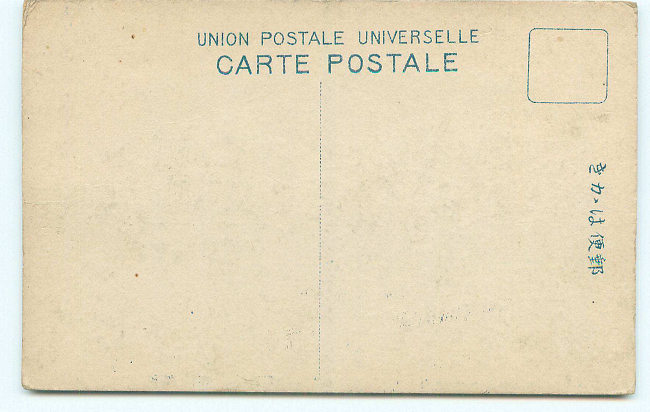 UNION POSTALE UNIVERSELLE
CARTE POSTALE
きかは便郵